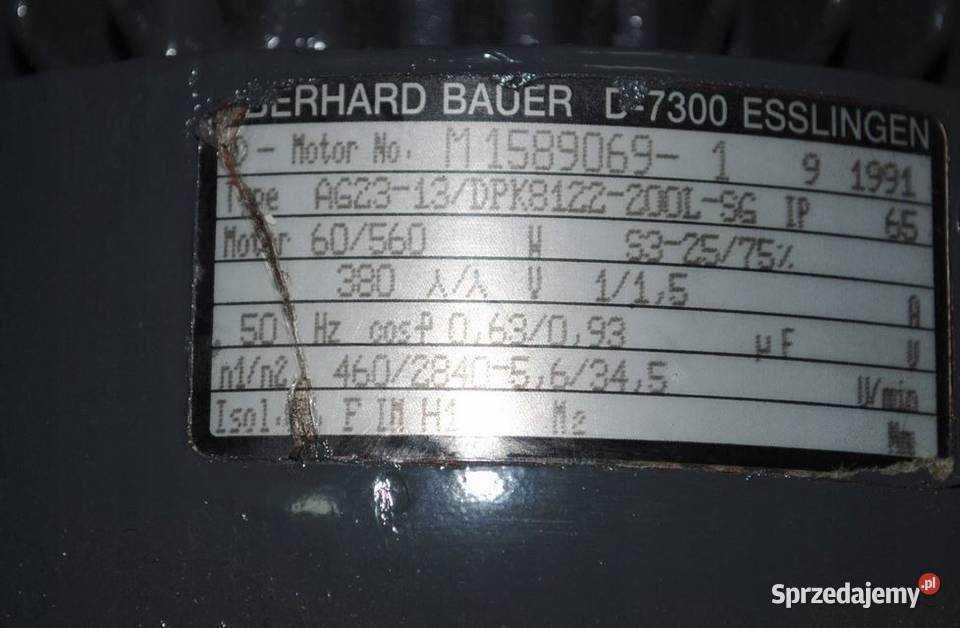 EBERHARD BAUER D-7300 ESSLINGEN
- Motor No. M 1589069- 1 9 1991
Type AG23-13/DPK8122-200L-SG IP 65
Motor 60/560 W S3-25/75%
380 λ/λ V 1/1,5 A
50 Hz cosφ 0,63/0,93 µF V
n1/n2 460/2840-5,6/34,5 U/min
Isol. F IM H1 M2 Nm
Sprzedajemy.pl